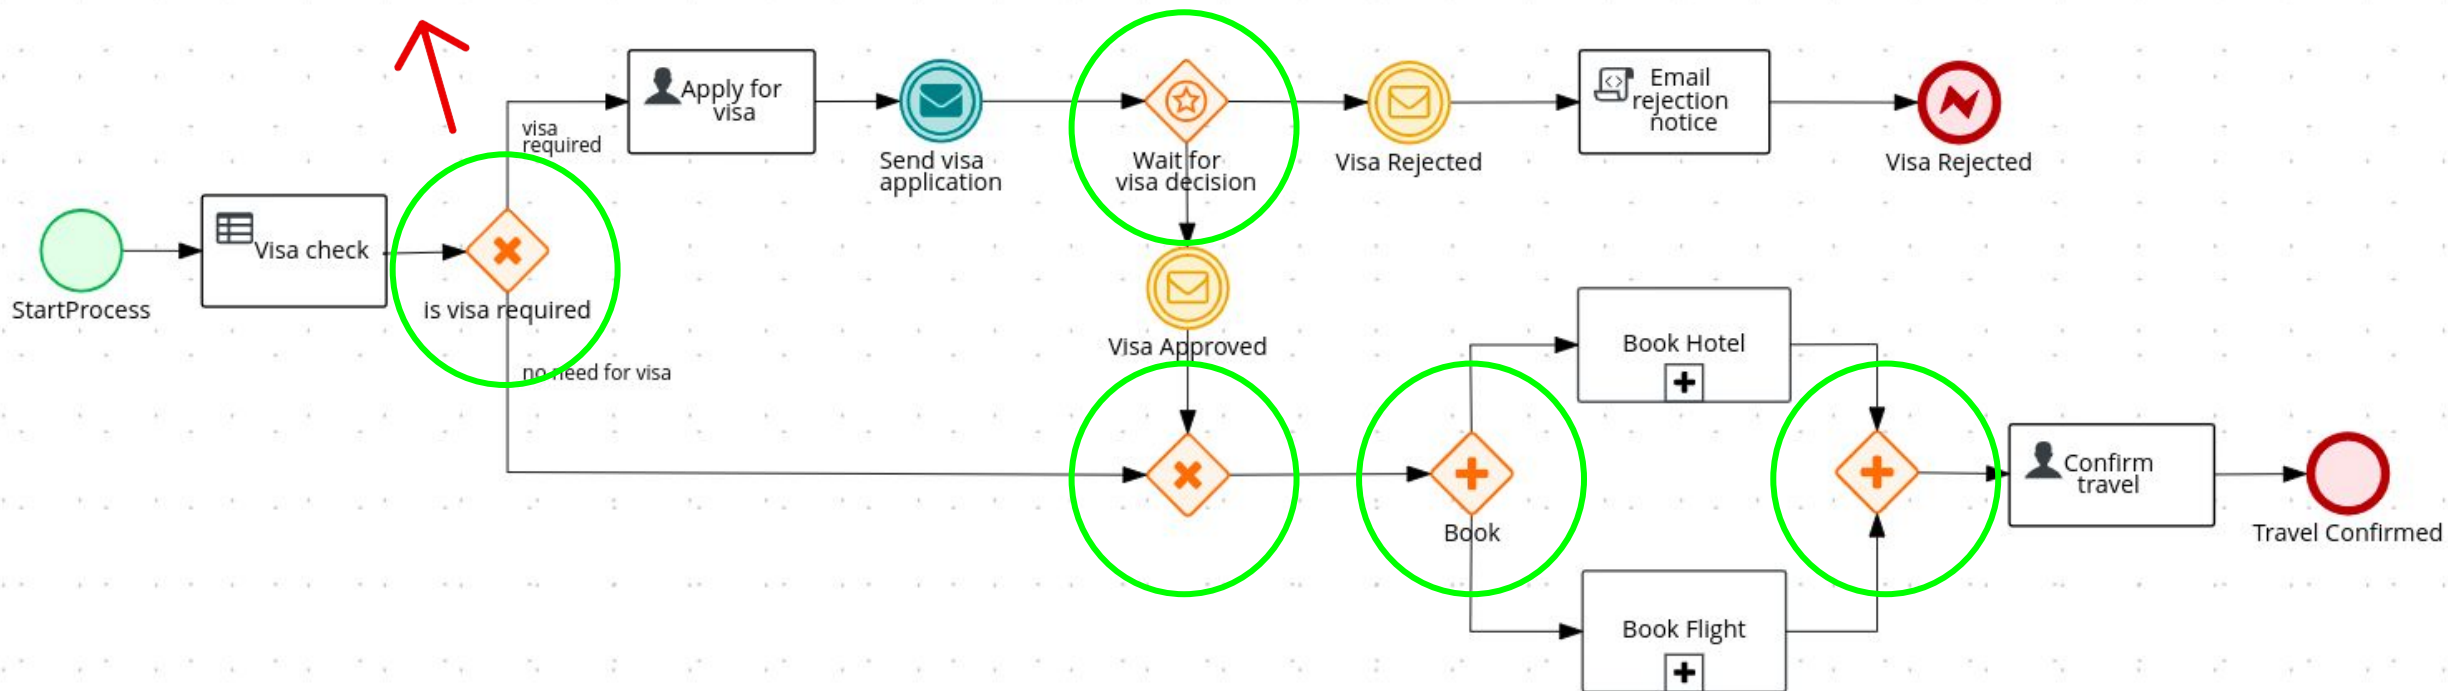 visa
required
Apply for
visa
Send visa
application
Wait for
visa decision
Visa Rejected
Email
rejection
notice
Visa Rejected
StartProcess
Visa check
is visa required
no need for visa
Visa Approved
Book
Book Hotel
Book Flight
Confirm
travel
Travel Confirmed